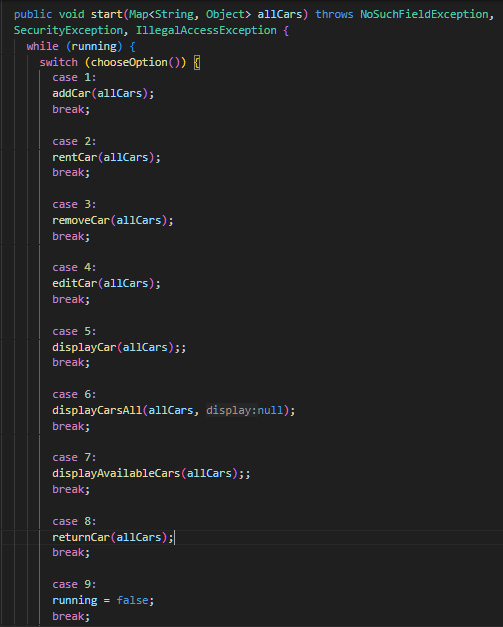 public void start(Map<String, Object> allCars) throws NoSuchFieldException,
SecurityException, IllegalAccessException {
while (running) {
switch (chooseOption()) {
case 1:
addCar(allCars);
break;
case 2:
rentCar(allCars);
break;
case 3:
removeCar(allCars);
break;
case 4:
editCar(allCars);
break;
case 5:
displayCar(allCars);;
break;
case 6:
displayCarsAll(allCars, display:null);
break;
case 7:
displayAvailableCars(allCars);;
break;
case 8:
returnCar(allCars);
break;
case 9:
running = false;
break;